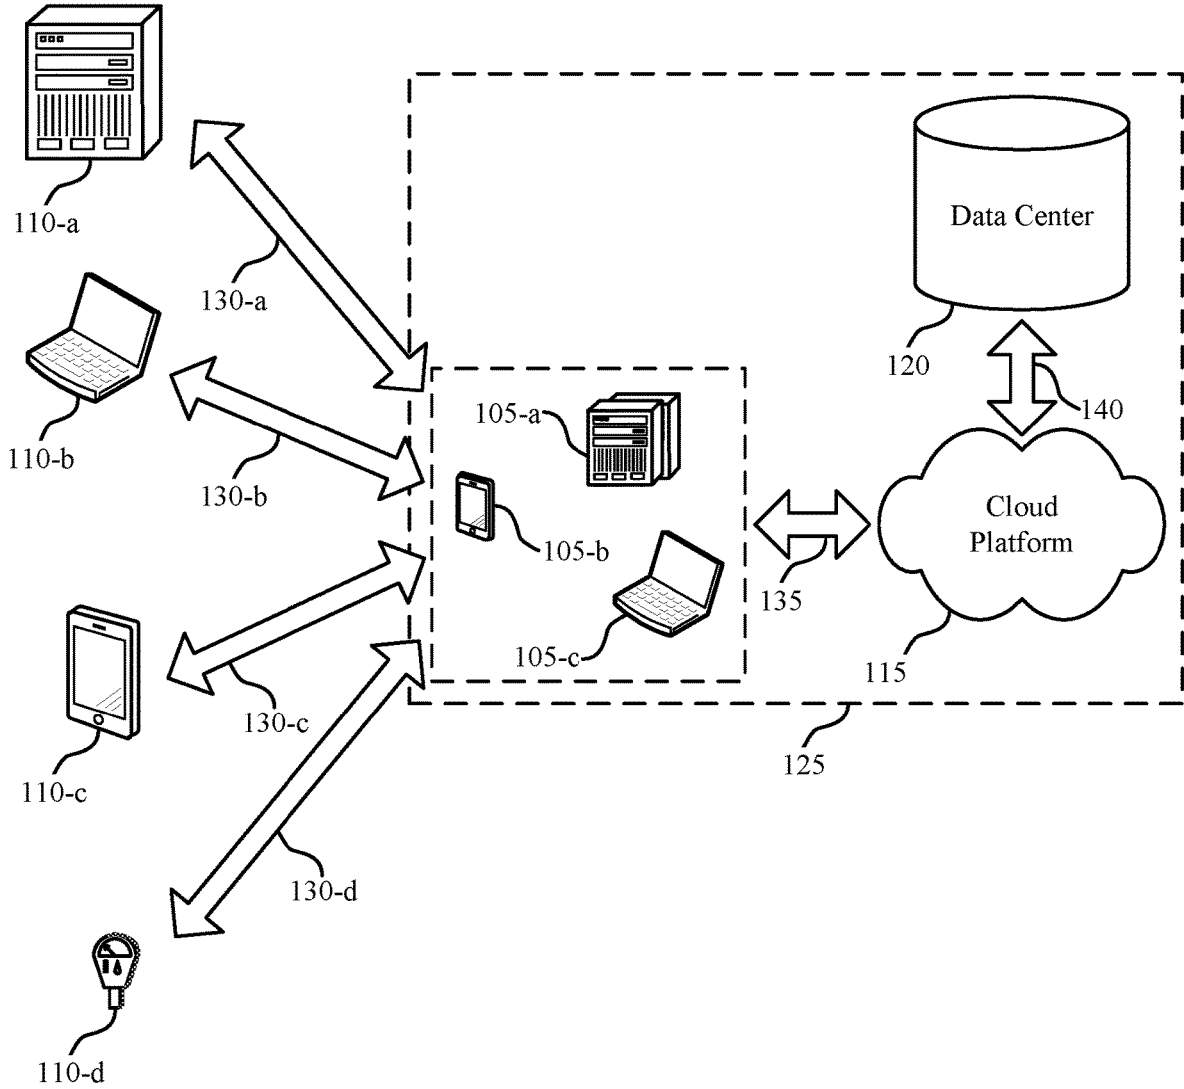 110-a
130-a
110-b
130-b
110-c
130-c
110-d
130-d
105-a
105-b
105-c
135
Data Center
120
140
Cloud
Platform
115
125